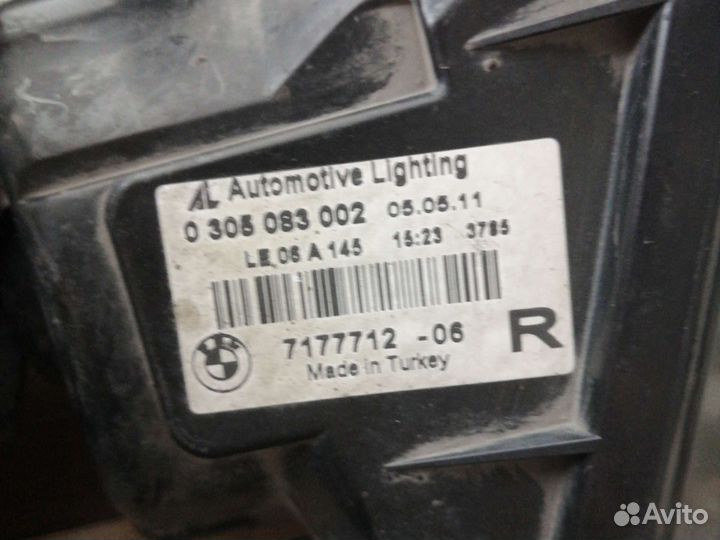 AL Automotive Lighting
0 305 083 002 05.05.11
LE 06 A 145 15:23 3785
7177712 -06 R
Made in Turkey
Avito